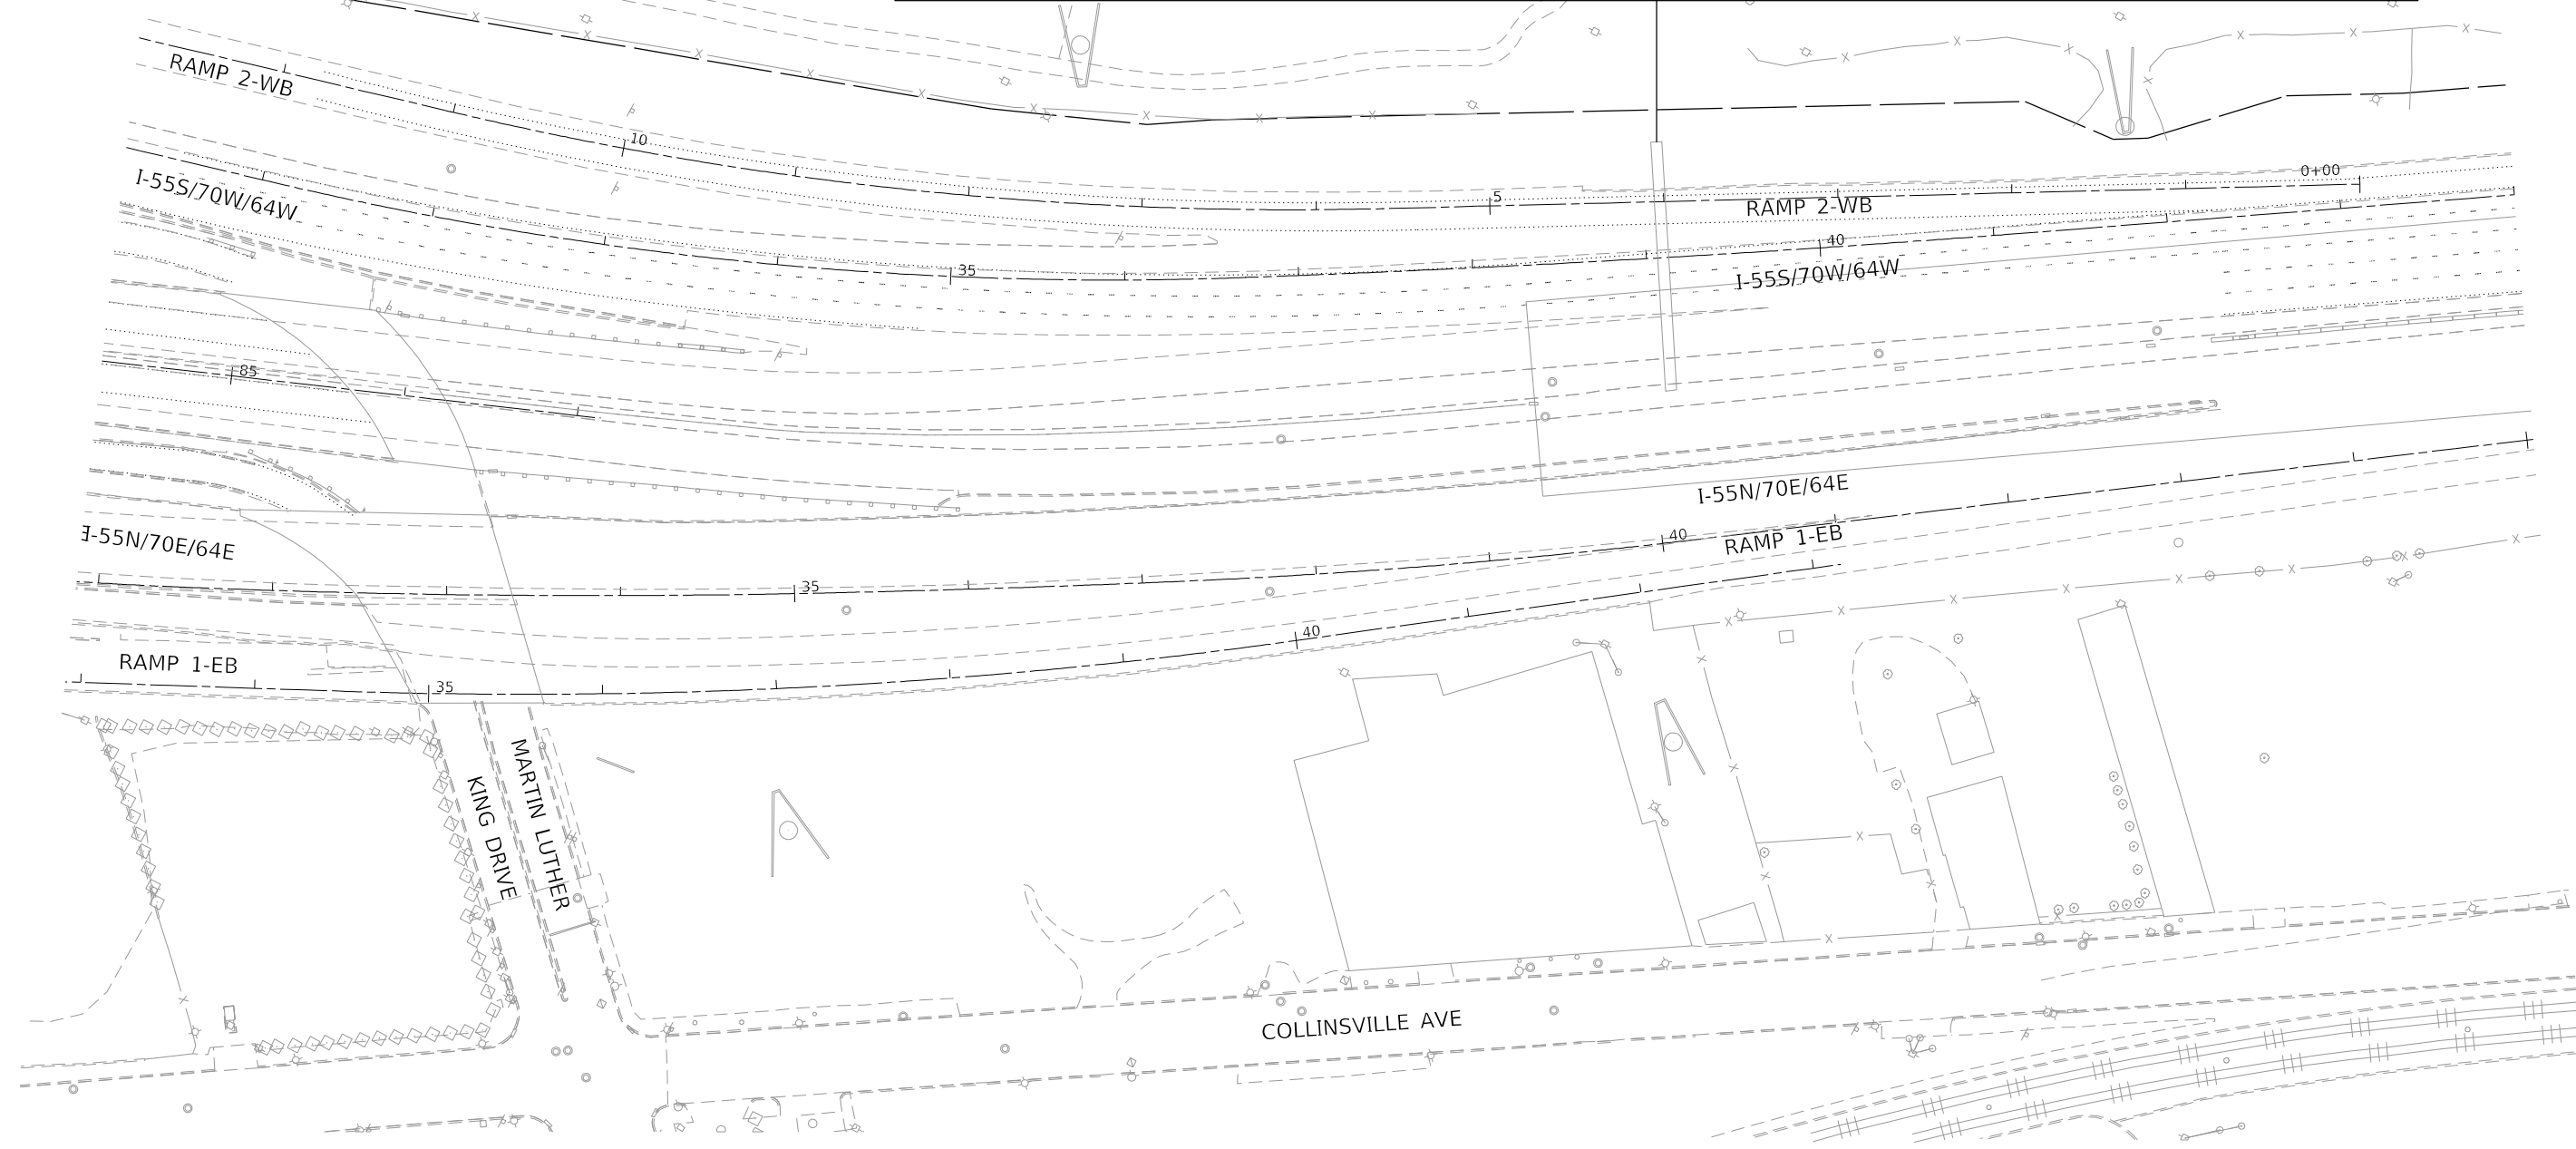 RAMP 2-WB
10
I-55S/70W/64W
0+00
5
RAMP 2-WB
40
35
I-55S/70W/64W
85
I-55N/70E/64E
40
RAMP 1-EB
I-55N/70E/64E
35
40
RAMP 1-EB
35
MARTIN LUTHER
KING DRIVE
COLLINSVILLE AVE